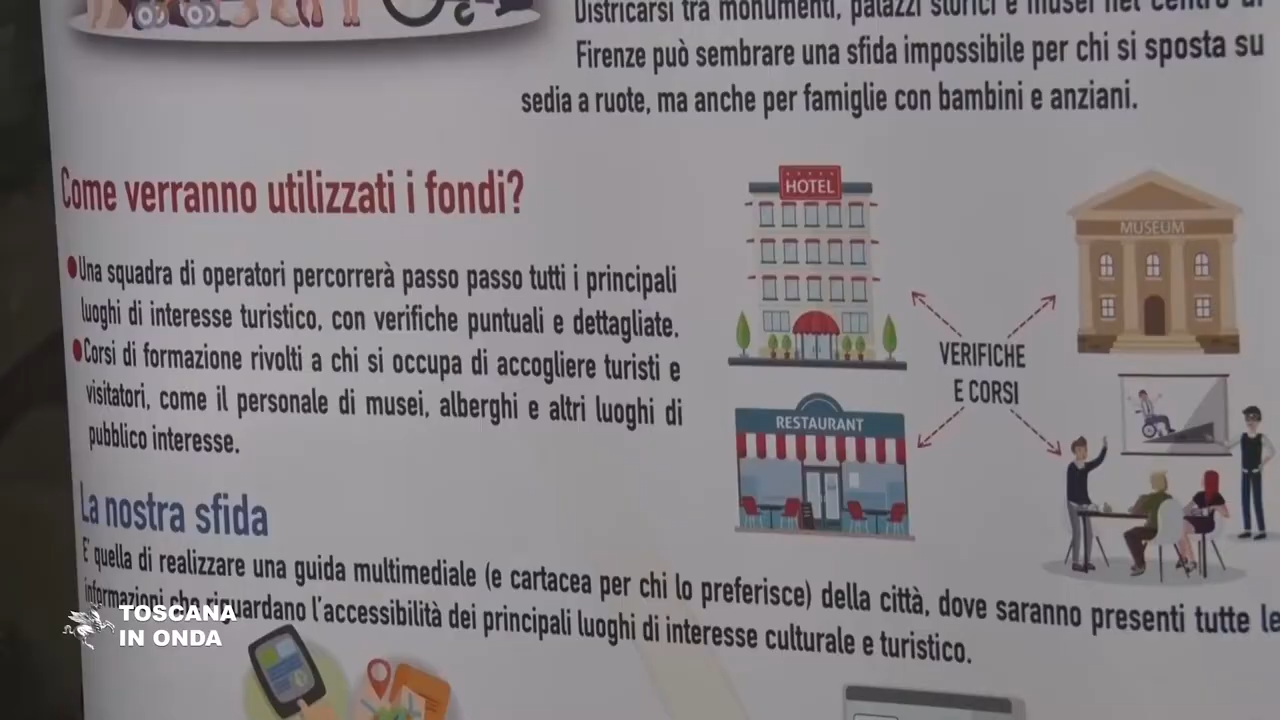 Districarsi tra monumenti, palazzi storici e musei nel Centro di
Firenze può sembrare una sfida impossibile per chi si sposta su
sedia a ruote, ma anche per famiglie con bambini e anziani.
Come verranno utilizzati i fondi?
Una squadra di operatori percorrerà passo passo tutti i principali
luoghi di interesse turistico, con verifiche puntuali e dettagliate.
Corsi di formazione rivolti a chi si occupa di accogliere turisti e
visitatori, come il personale di musei, alberghi e altri luoghi di
pubblico interesse.
HOTEL
MUSEUM
VERIFICHE
E CORSI
RESTAURANT
La nostra sfida
E' quella di realizzare una guida multimediale (e cartacea per chi lo preferisce) della città, dove saranno presenti tutte le
informazioni che riguardano l'accessibilità dei principali luoghi di interesse culturale e turistico.
TOSCANA
IN ONDA